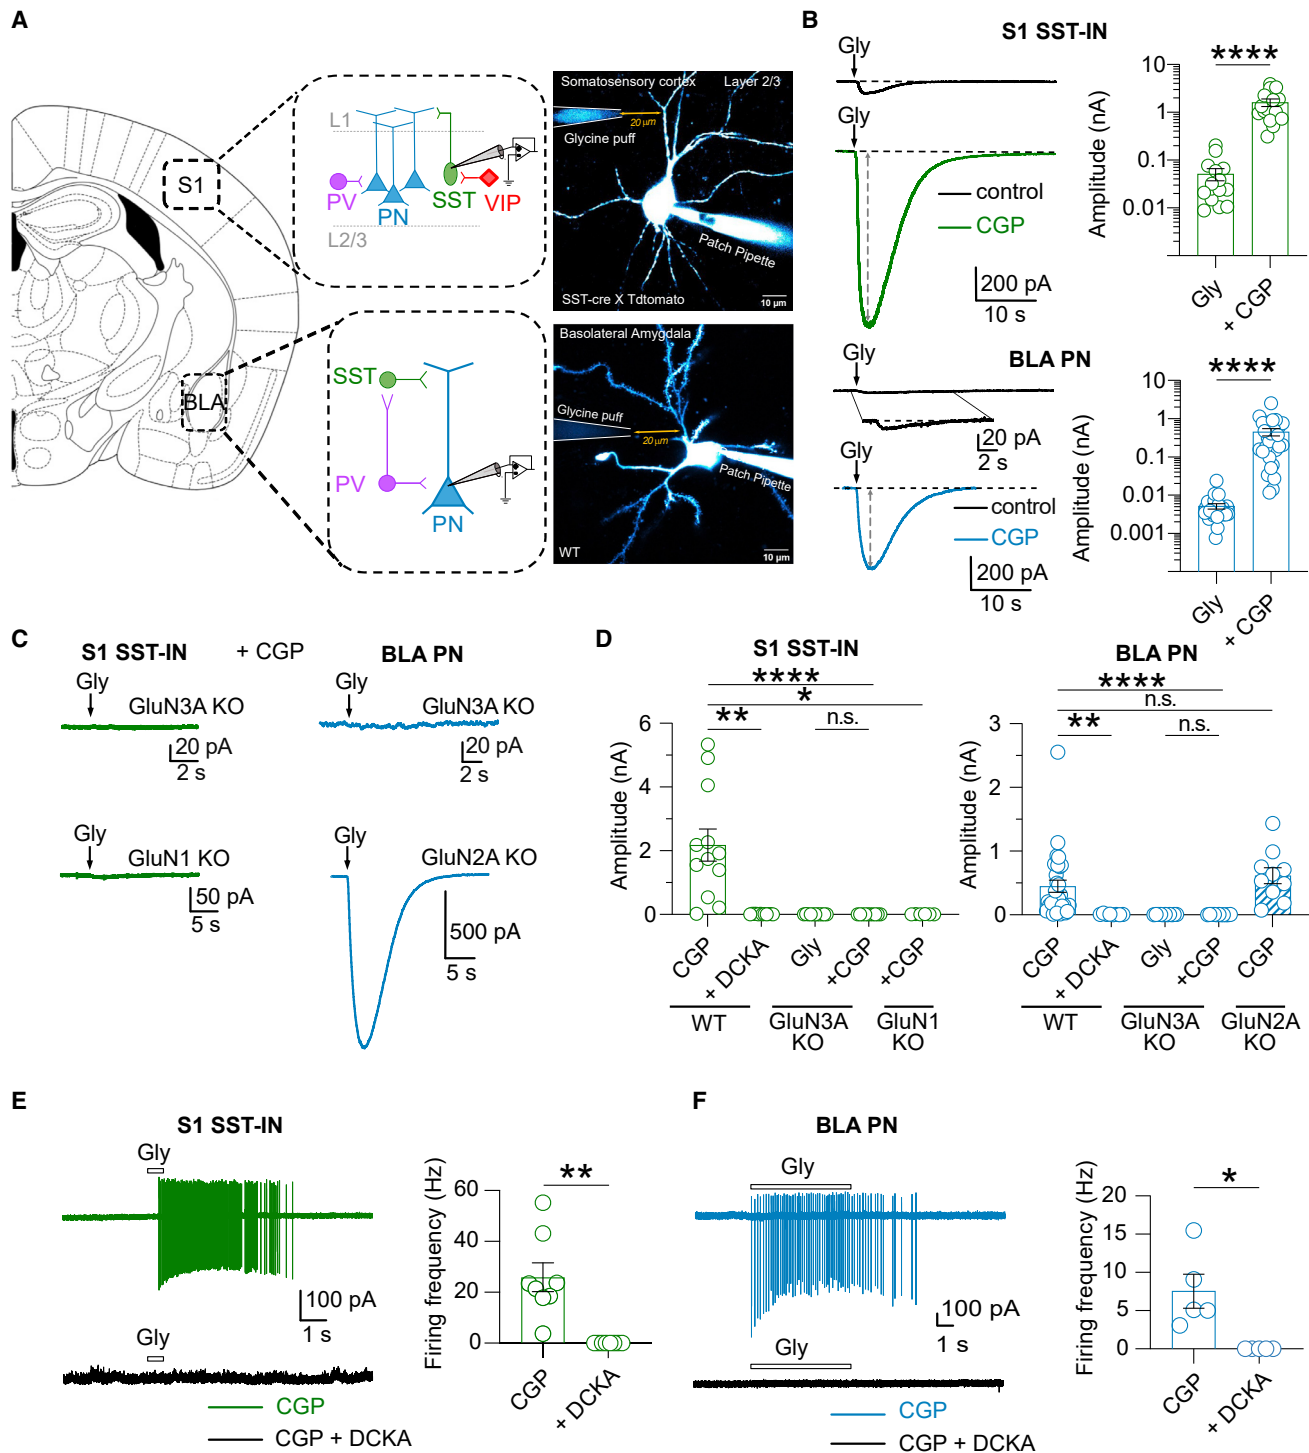 A
S1
BLA
L1
PV
PN
SST
VIP
L2/3
SST
PV
PN
Somatosensory cortex Layer 2/3
20 µm
Glycine puff
Patch Pipette
SST-cre X Tdtomato
10 µm
Basolateral Amygdala
Glycine puff
20 µm
Patch Pipette
WT
10 µm
B
S1 SST-IN
Gly
Gly
control
CGP
200 pA
10 s
****
Amplitude (nA)
10
1
0.1
0.01
Gly
+ CGP
BLA PN
Gly
20 pA
2 s
Gly
control
CGP
200 pA
10 s
****
Amplitude (nA)
10
1
0.1
0.01
0.001
Gly
+ CGP
C
S1 SST-IN + CGP BLA PN
Gly
GluN3A KO
20 pA
2 s
Gly
GluN3A KO
20 pA
2 s
Gly
GluN1 KO
50 pA
5 s
Gly
GluN2A KO
500 pA
5 s
D
S1 SST-IN
****
*
** n.s.
Amplitude (nA)
6
4
2
0
CGP
+ DCKA
Gly
+CGP
+CGP
WT
GluN3A KO
GluN1 KO
BLA PN
****
n.s.
** n.s.
Amplitude (nA)
3
2
1
0
CGP
+ DCKA
Gly
+CGP
CGP
WT
GluN3A KO
GluN2A KO
E
S1 SST-IN
Gly
100 pA
1 s
Gly
CGP
CGP + DCKA
**
Firing frequency (Hz)
60
40
20
0
CGP
+ DCKA
F
BLA PN
Gly
100 pA
1 s
Gly
CGP
CGP + DCKA
*
Firing frequency (Hz)
20
15
10
5
0
CGP
+ DCKA